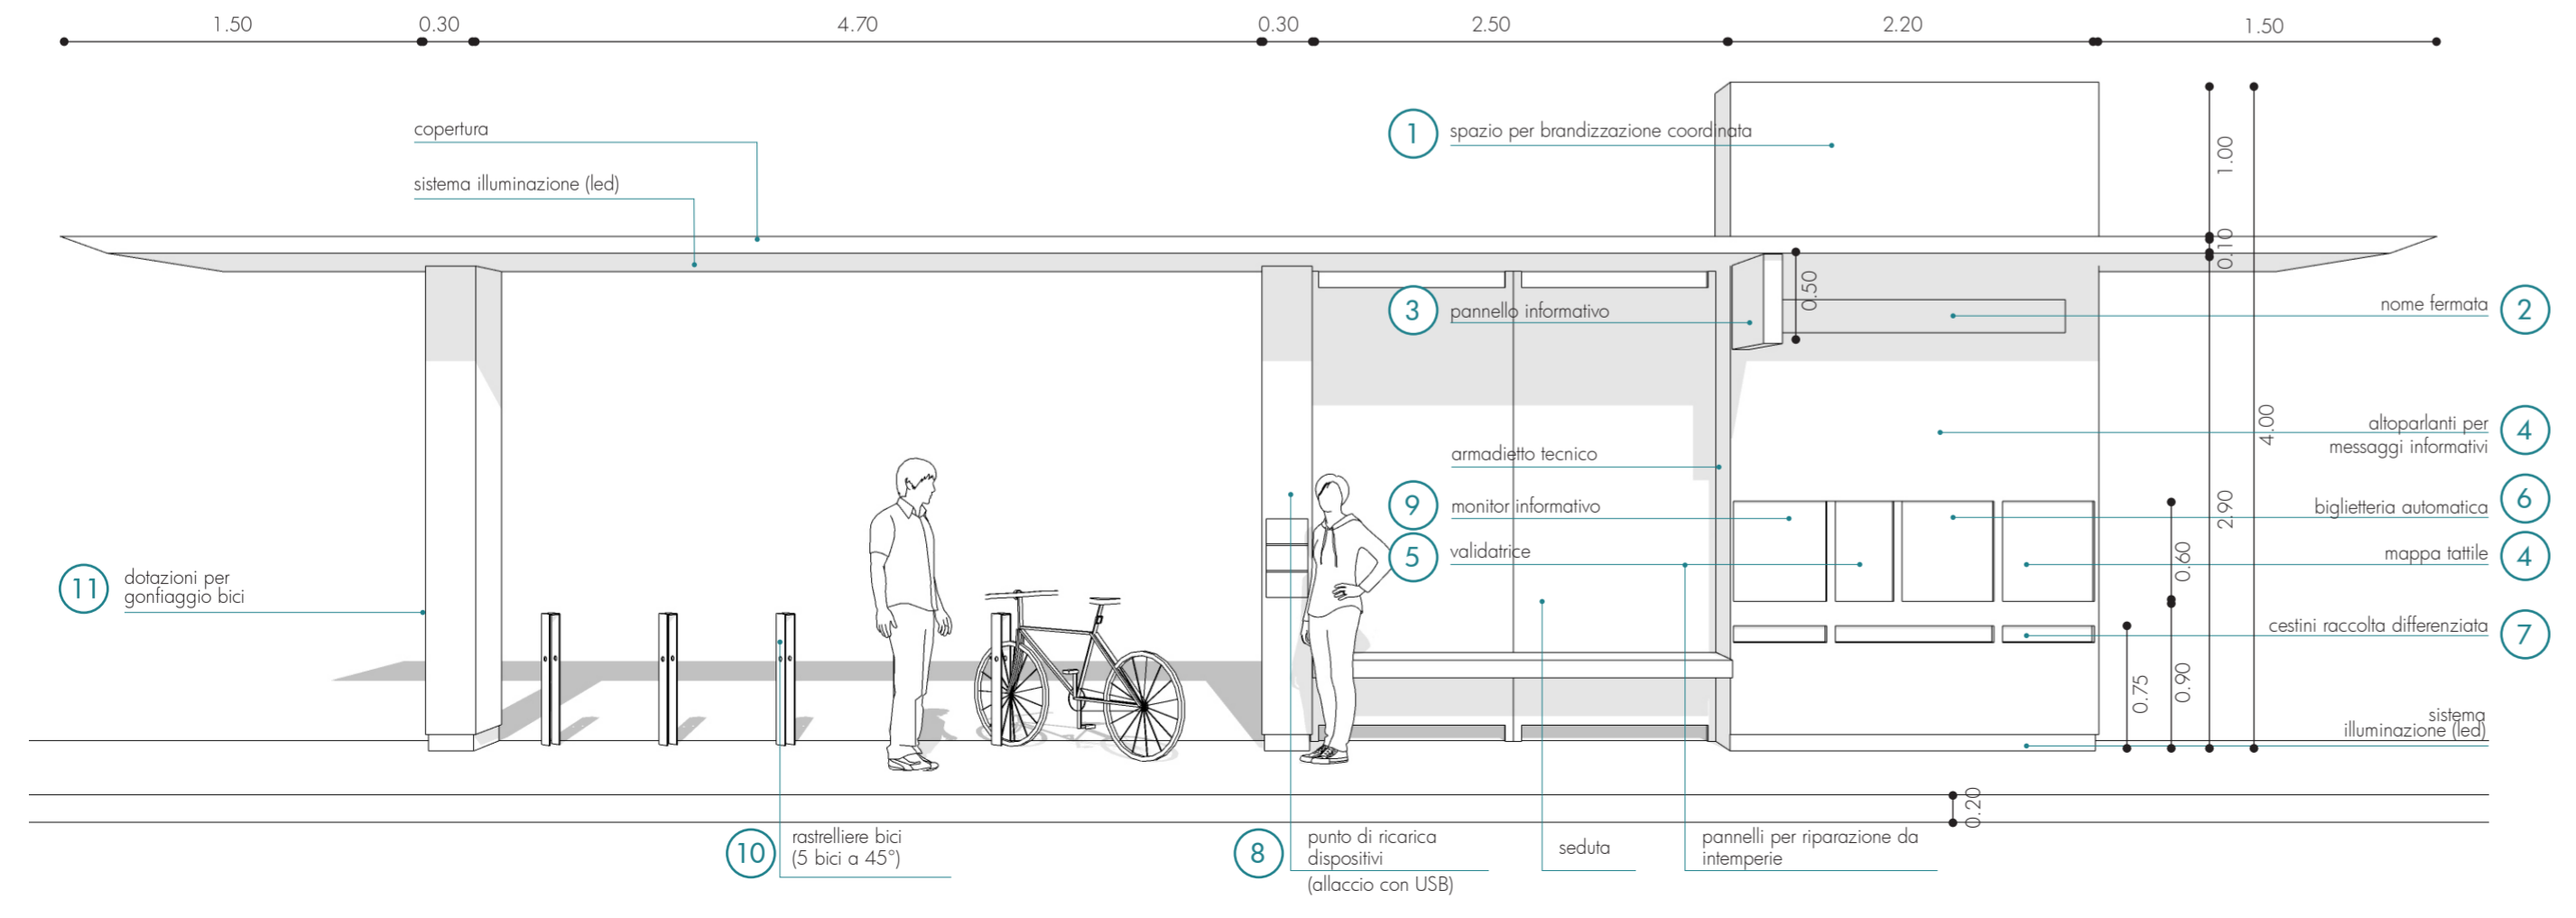 1.50
0.30
4.70
0.30
2.50
2.20
1.50
copertura
sistema illuminazione (led)
1
spazio per brandizzazione coordinata
1.00
0.10
0.50
3
pannello informativo
nome fermata
2
4.00
altoparlanti per
messaggi informativi
4
armadietto tecnico
9
monitor informativo
2.90
biglietteria automatica
6
5
validatrice
0.60
mappa tattile
4
11
dotazioni per
gonfiaggio bici
cestini raccolta differenziata
7
0.75
0.90
sistema
illuminazione (led)
0.20
10
rastrelliere bici
(5 bici a 45°)
8
punto di ricarica
dispositivi
(allaccio con USB)
seduta
pannelli per riparazione da
intemperie